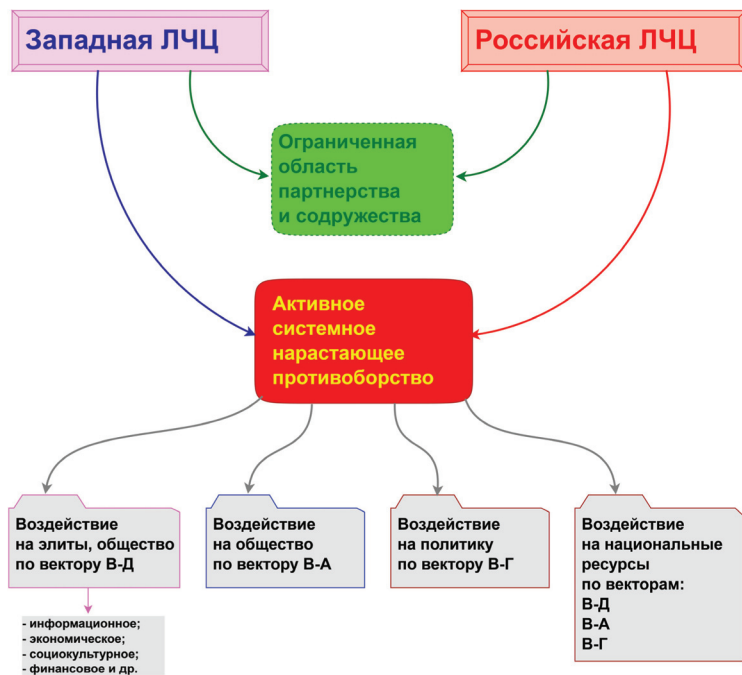 Западная ЛЧЦ
Российская ЛЧЦ
Ограниченная
область
партнерства
и содружества
Активное
системное
нарастающее
противоборство
Воздействие
на элиты, общество
по вектору В-Д
Воздействие
на общество
по вектору В-А
Воздействие
на политику
по вектору В-Г
Воздействие
на национальные
ресурсы
по векторам:
В-Д
В-А
В-Г
- информационное;
- экономическое;
- социокультурное;
- финансовое и др.